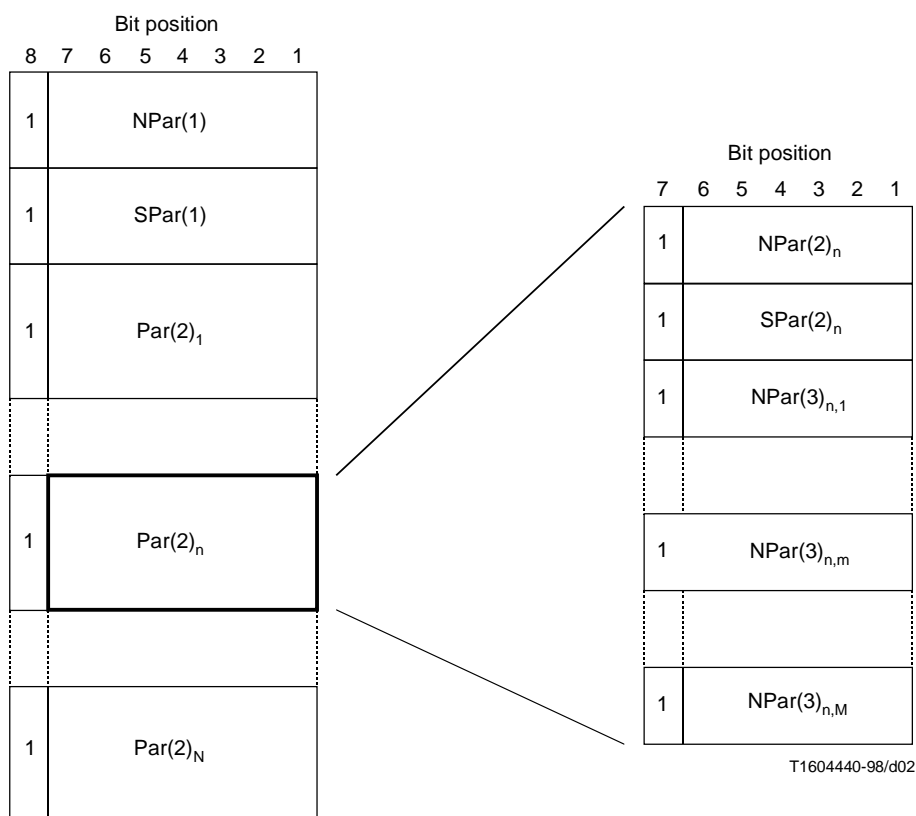 Bit position
8 7 6 5 4 3 2 1
1 NPar(1)
1 SPar(1)
1 Par(2)₁
1 Par(2)ₙ
1 Par(2)_N
Bit position
7 6 5 4 3 2 1
1 NPar(2)ₙ
1 SPar(2)ₙ
1 NPar(3)ₙ,₁
1 NPar(3)ₙ,ₘ
1 NPar(3)_n,M
T1604440-98/d02